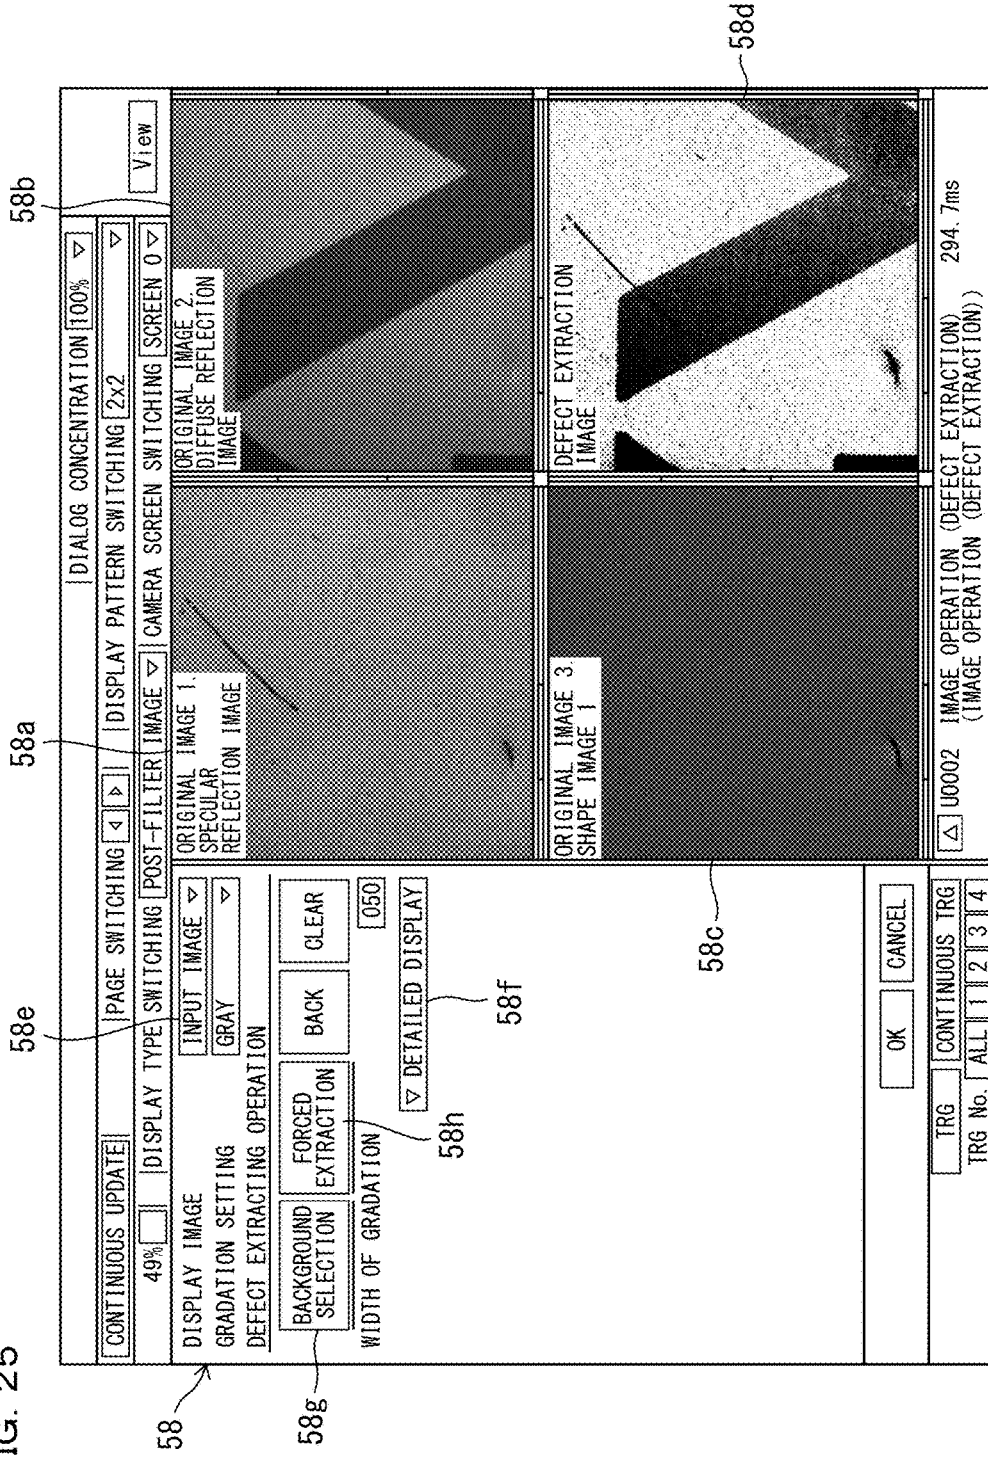 IG. 25
58e
58a
58b
DIALOG CONCENTRATION 100% ▽
CONTINUOUS UPDATE
PAGE SWITCHING ◁ ▷
DISPLAY PATTERN SWITCHING 2x2 ▽
49%
DISPLAY TYPE SWITCHING POST-FILTER IMAGE ▽
CAMERA SCREEN SWITCHING SCREEN 0 ▽
View
58
DISPLAY IMAGE
INPUT IMAGE ▽
GRADATION SETTING
GRAY ▽
DEFECT EXTRACTING OPERATION
BACKGROUND
SELECTION
FORCED
EXTRACTION
BACK
CLEAR
WIDTH OF GRADATION
050
▽ DETAILED DISPLAY
58g
58h
58f
ORIGINAL IMAGE 1.
SPECULAR
REFLECTION IMAGE
ORIGINAL IMAGE 2.
DIFFUSE REFLECTION
IMAGE
ORIGINAL IMAGE 3.
SHAPE IMAGE 1
DEFECT EXTRACTION
IMAGE
58c
58d
OK
CANCEL
TRG
CONTINUOUS TRG
TRG No. ALL 1 2 3 4
△ U0002 IMAGE OPERATION (DEFECT EXTRACTION) 294.7ms
(IMAGE OPERATION (DEFECT EXTRACTION))